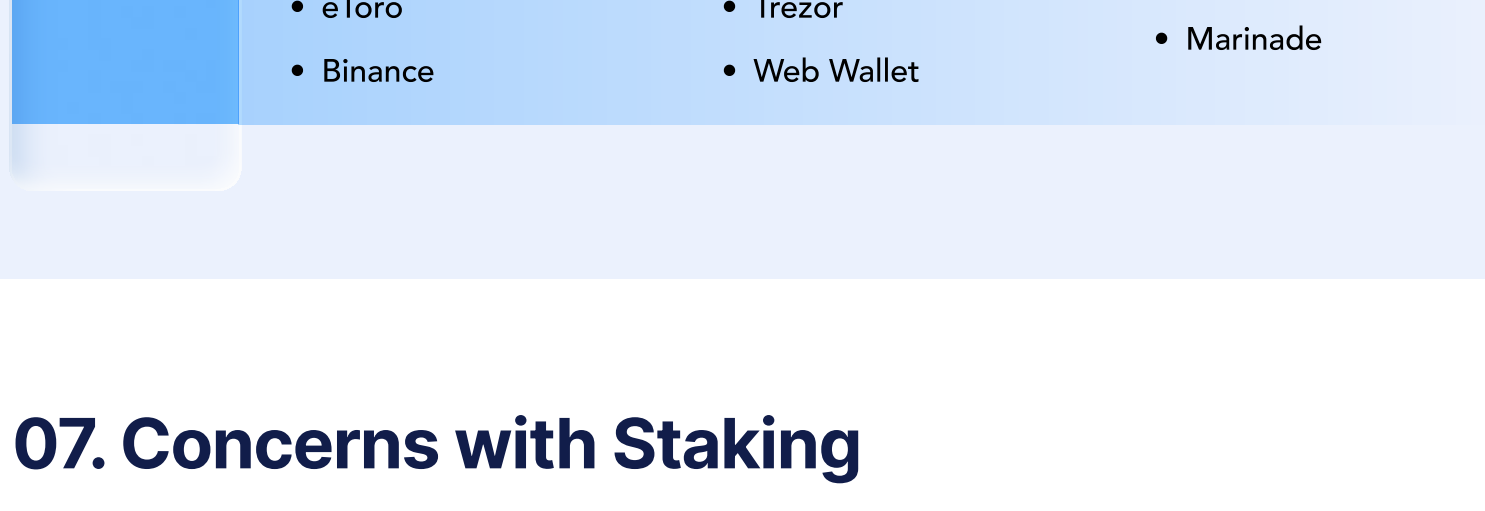 eToro
Trezor
Marinade
Binance
Web Wallet
07. Concerns with Staking